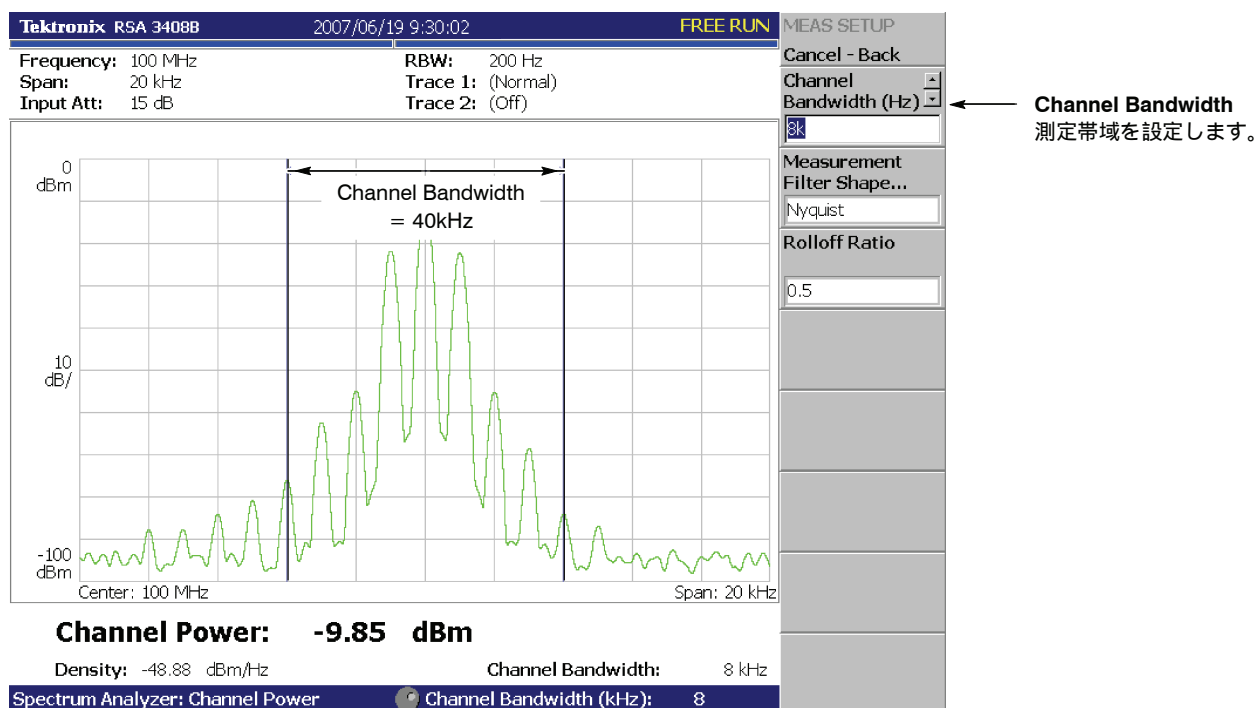 Tektronix RSA 3408B 2007/06/19 9:30:02 FREE RUN
Frequency: 100 MHz RBW: 200 Hz
Span: 20 kHz Trace 1: (Normal)
Input Att: 15 dB Trace 2: (Off)
0
dBm
Channel Bandwidth
= 40kHz
10
dB/
-100
dBm
Center: 100 MHz Span: 20 kHz
Channel Power: -9.85 dBm
Density: -48.88 dBm/Hz Channel Bandwidth: 8 kHz
Spectrum Analyzer: Channel Power Channel Bandwidth (kHz): 8
MEAS SETUP
Cancel - Back
Channel
Bandwidth (Hz)
8k
Measurement
Filter Shape...
Nyquist
Rolloff Ratio
0.5
Channel Bandwidth
測定帯域を設定します。